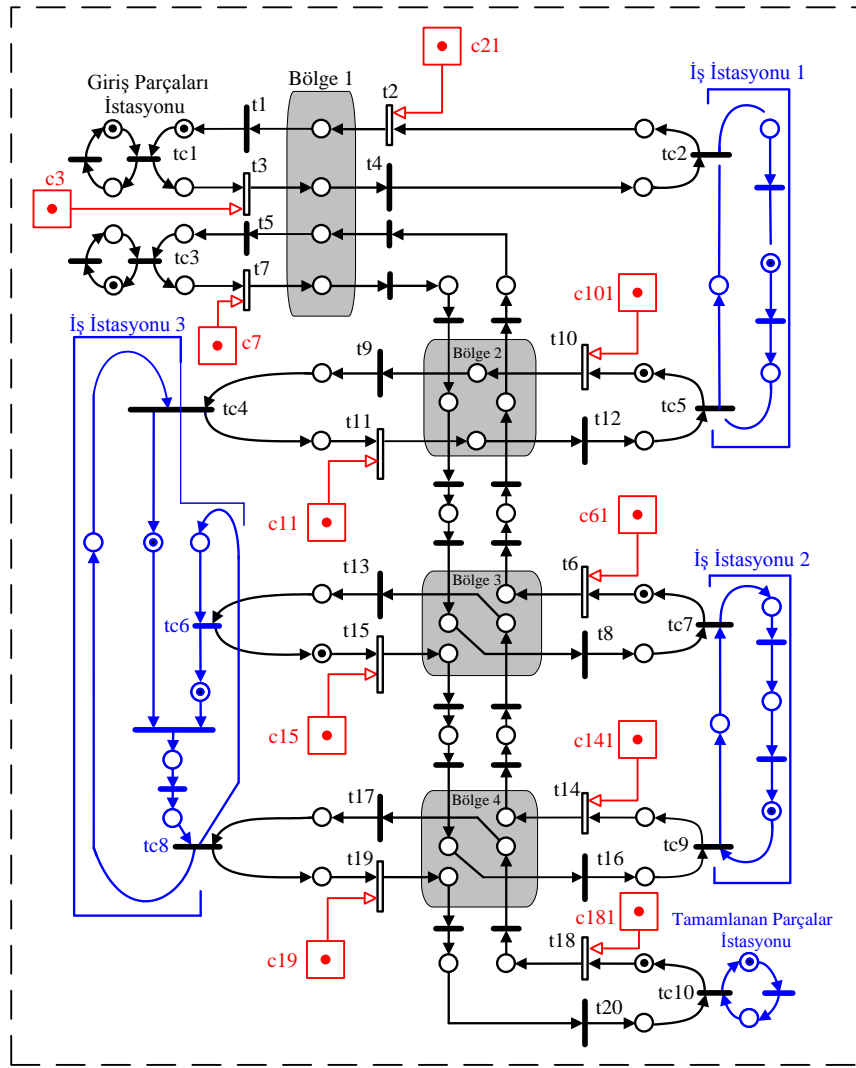 c21
İş İstasyonu 1
Giriş Parçaları
İstasyonu
Bölge 1
t1
t2
tc1
tc2
t3
t4
c3
t5
tc3
t7
c101
c7
İş İstasyonu 3
t9
Bölge 2
t10
tc4
tc5
t11
t12
c11
c61
t13
Bölge 3
t6
İş İstasyonu 2
tc6
tc7
t15
t8
c15
c141
t17
Bölge 4
t14
tc8
tc9
t19
t16
c181
Tamamlanan Parçalar
İstasyonu
c19
t18
tc10
t20